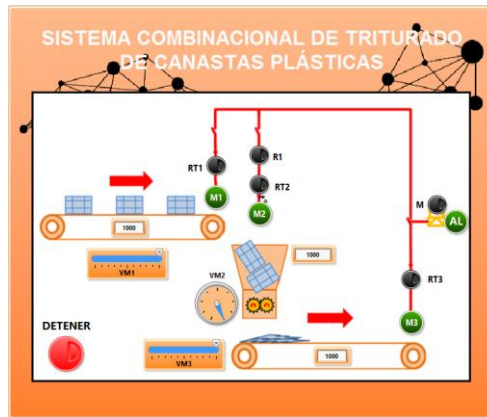 SISTEMA COMBINACIONAL DE TRITURADO
DE CANASTAS PLÁSTICAS
RT1
M1
R1
RT2
M2
M
AL
1000
VM1
VM2
1000
RT3
M3
DETENER
VM3
1000